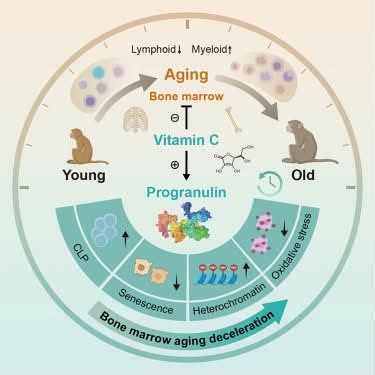 Lymphoid↓ Myeloid↑
Aging
Bone marrow
⊖
Vitamin C
⊕
Young
Old
Progranulin
CLP
Senescence
Heterochromatin
Oxidative stress
Bone marrow aging deceleration